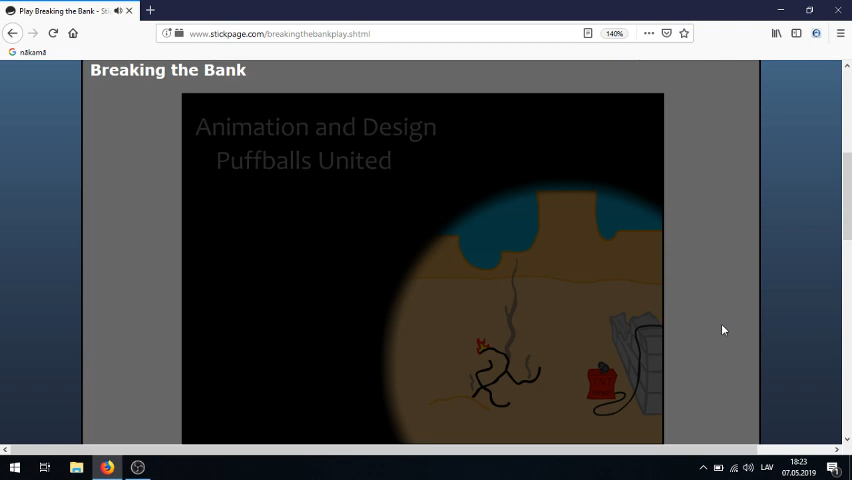 Play Breaking the Bank - Sti
www.stickpage.com/breakingthebankplay.shtml
140%
nākamā
Breaking the Bank
Animation and Design
Puffballs United
LAV
18:23
07.05.2019